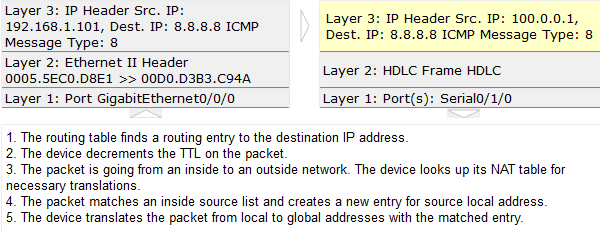 Layer 3: IP Header Src. IP:
192.168.1.101, Dest. IP: 8.8.8.8 ICMP
Message Type: 8
Layer 2: Ethernet II Header
0005.5EC0.D8E1 >> 00D0.D3B3.C94A
Layer 1: Port GigabitEthernet0/0/0
Layer 3: IP Header Src. IP: 100.0.0.1,
Dest. IP: 8.8.8.8 ICMP Message Type: 8
Layer 2: HDLC Frame HDLC
Layer 1: Port(s): Serial0/1/0
1. The routing table finds a routing entry to the destination IP address.
2. The device decrements the TTL on the packet.
3. The packet is going from an inside to an outside network. The device looks up its NAT table for
necessary translations.
4. The packet matches an inside source list and creates a new entry for source local address.
5. The device translates the packet from local to global addresses with the matched entry.